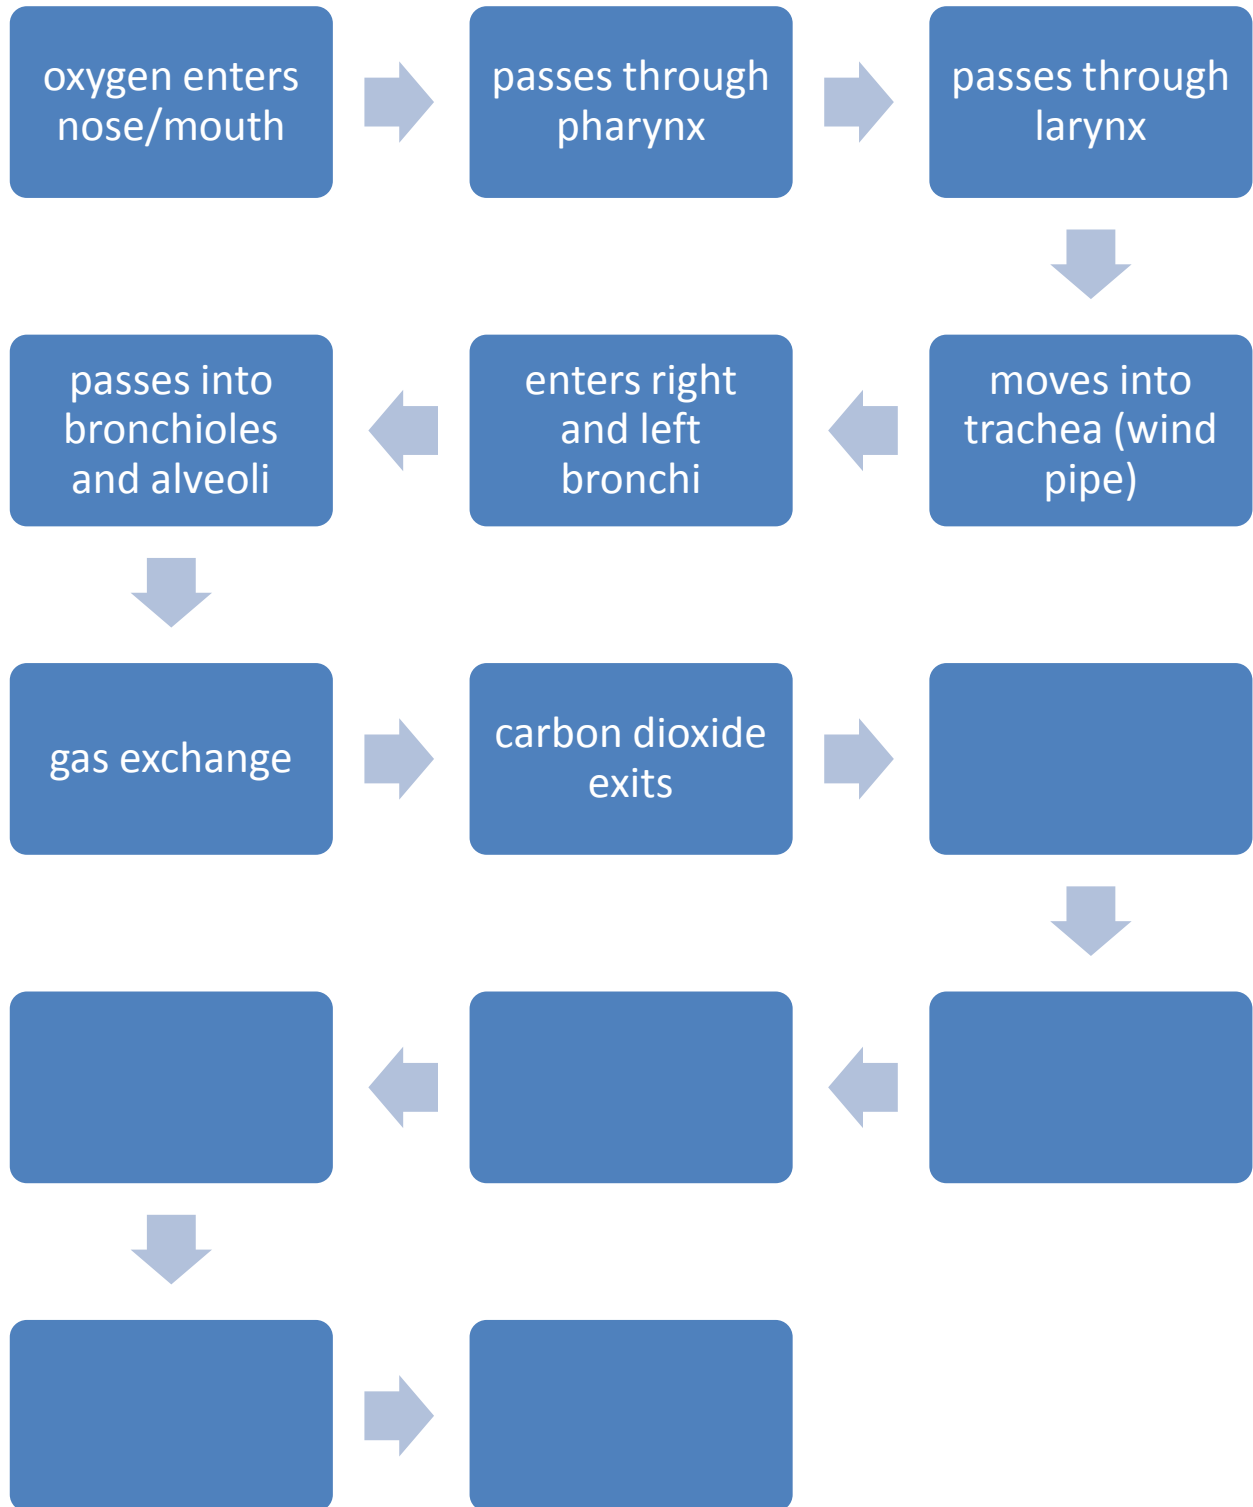 oxygen enters
nose/mouth
passes through
pharynx
passes through
larynx
moves into
trachea (wind
pipe)
enters right
and left
bronchi
passes into
bronchioles
and alveoli
gas exchange
carbon dioxide
exits